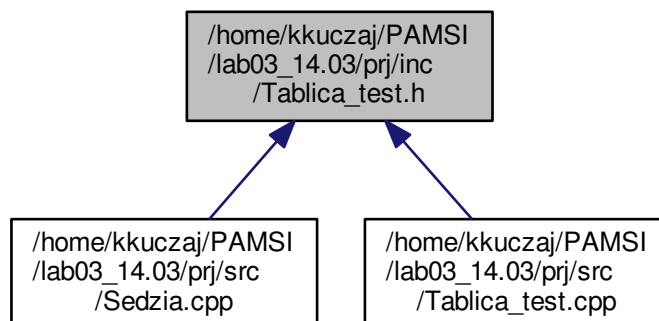 /home/kkuczaj/PAMSI
/lab03_14.03/prj/inc
/Tablica_test.h
/home/kkuczaj/PAMSI
/lab03_14.03/prj/src
/Sedzia.cpp
/home/kkuczaj/PAMSI
/lab03_14.03/prj/src
/Tablica_test.cpp